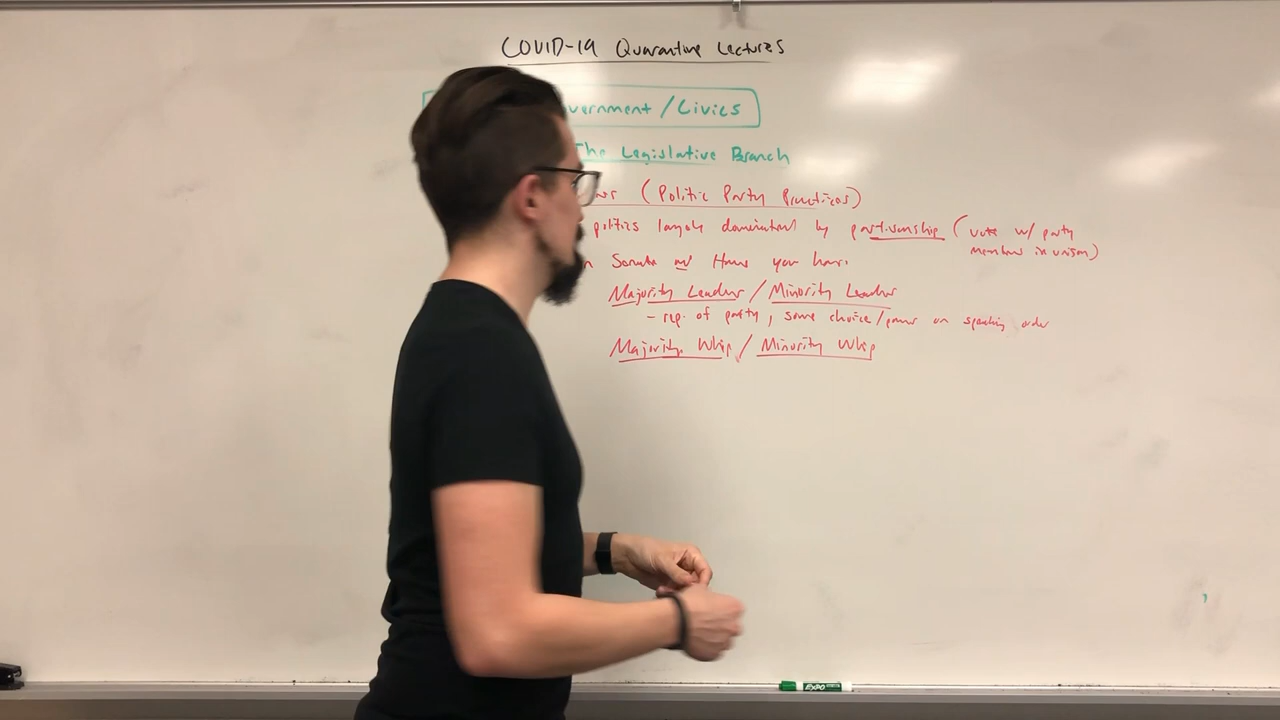 COVID-19 Quarantine Lectures
vernment / Civics
The Legislative Branch
(Politic Party Practices)
politics largely dominated by partisanship (vote w/ party
members in unison)
Senate and House you have:
Majority Leader / Minority Leader
- rep. of party, some choice/power on speaking order
Majority Whip / Minority Whip
EXPO